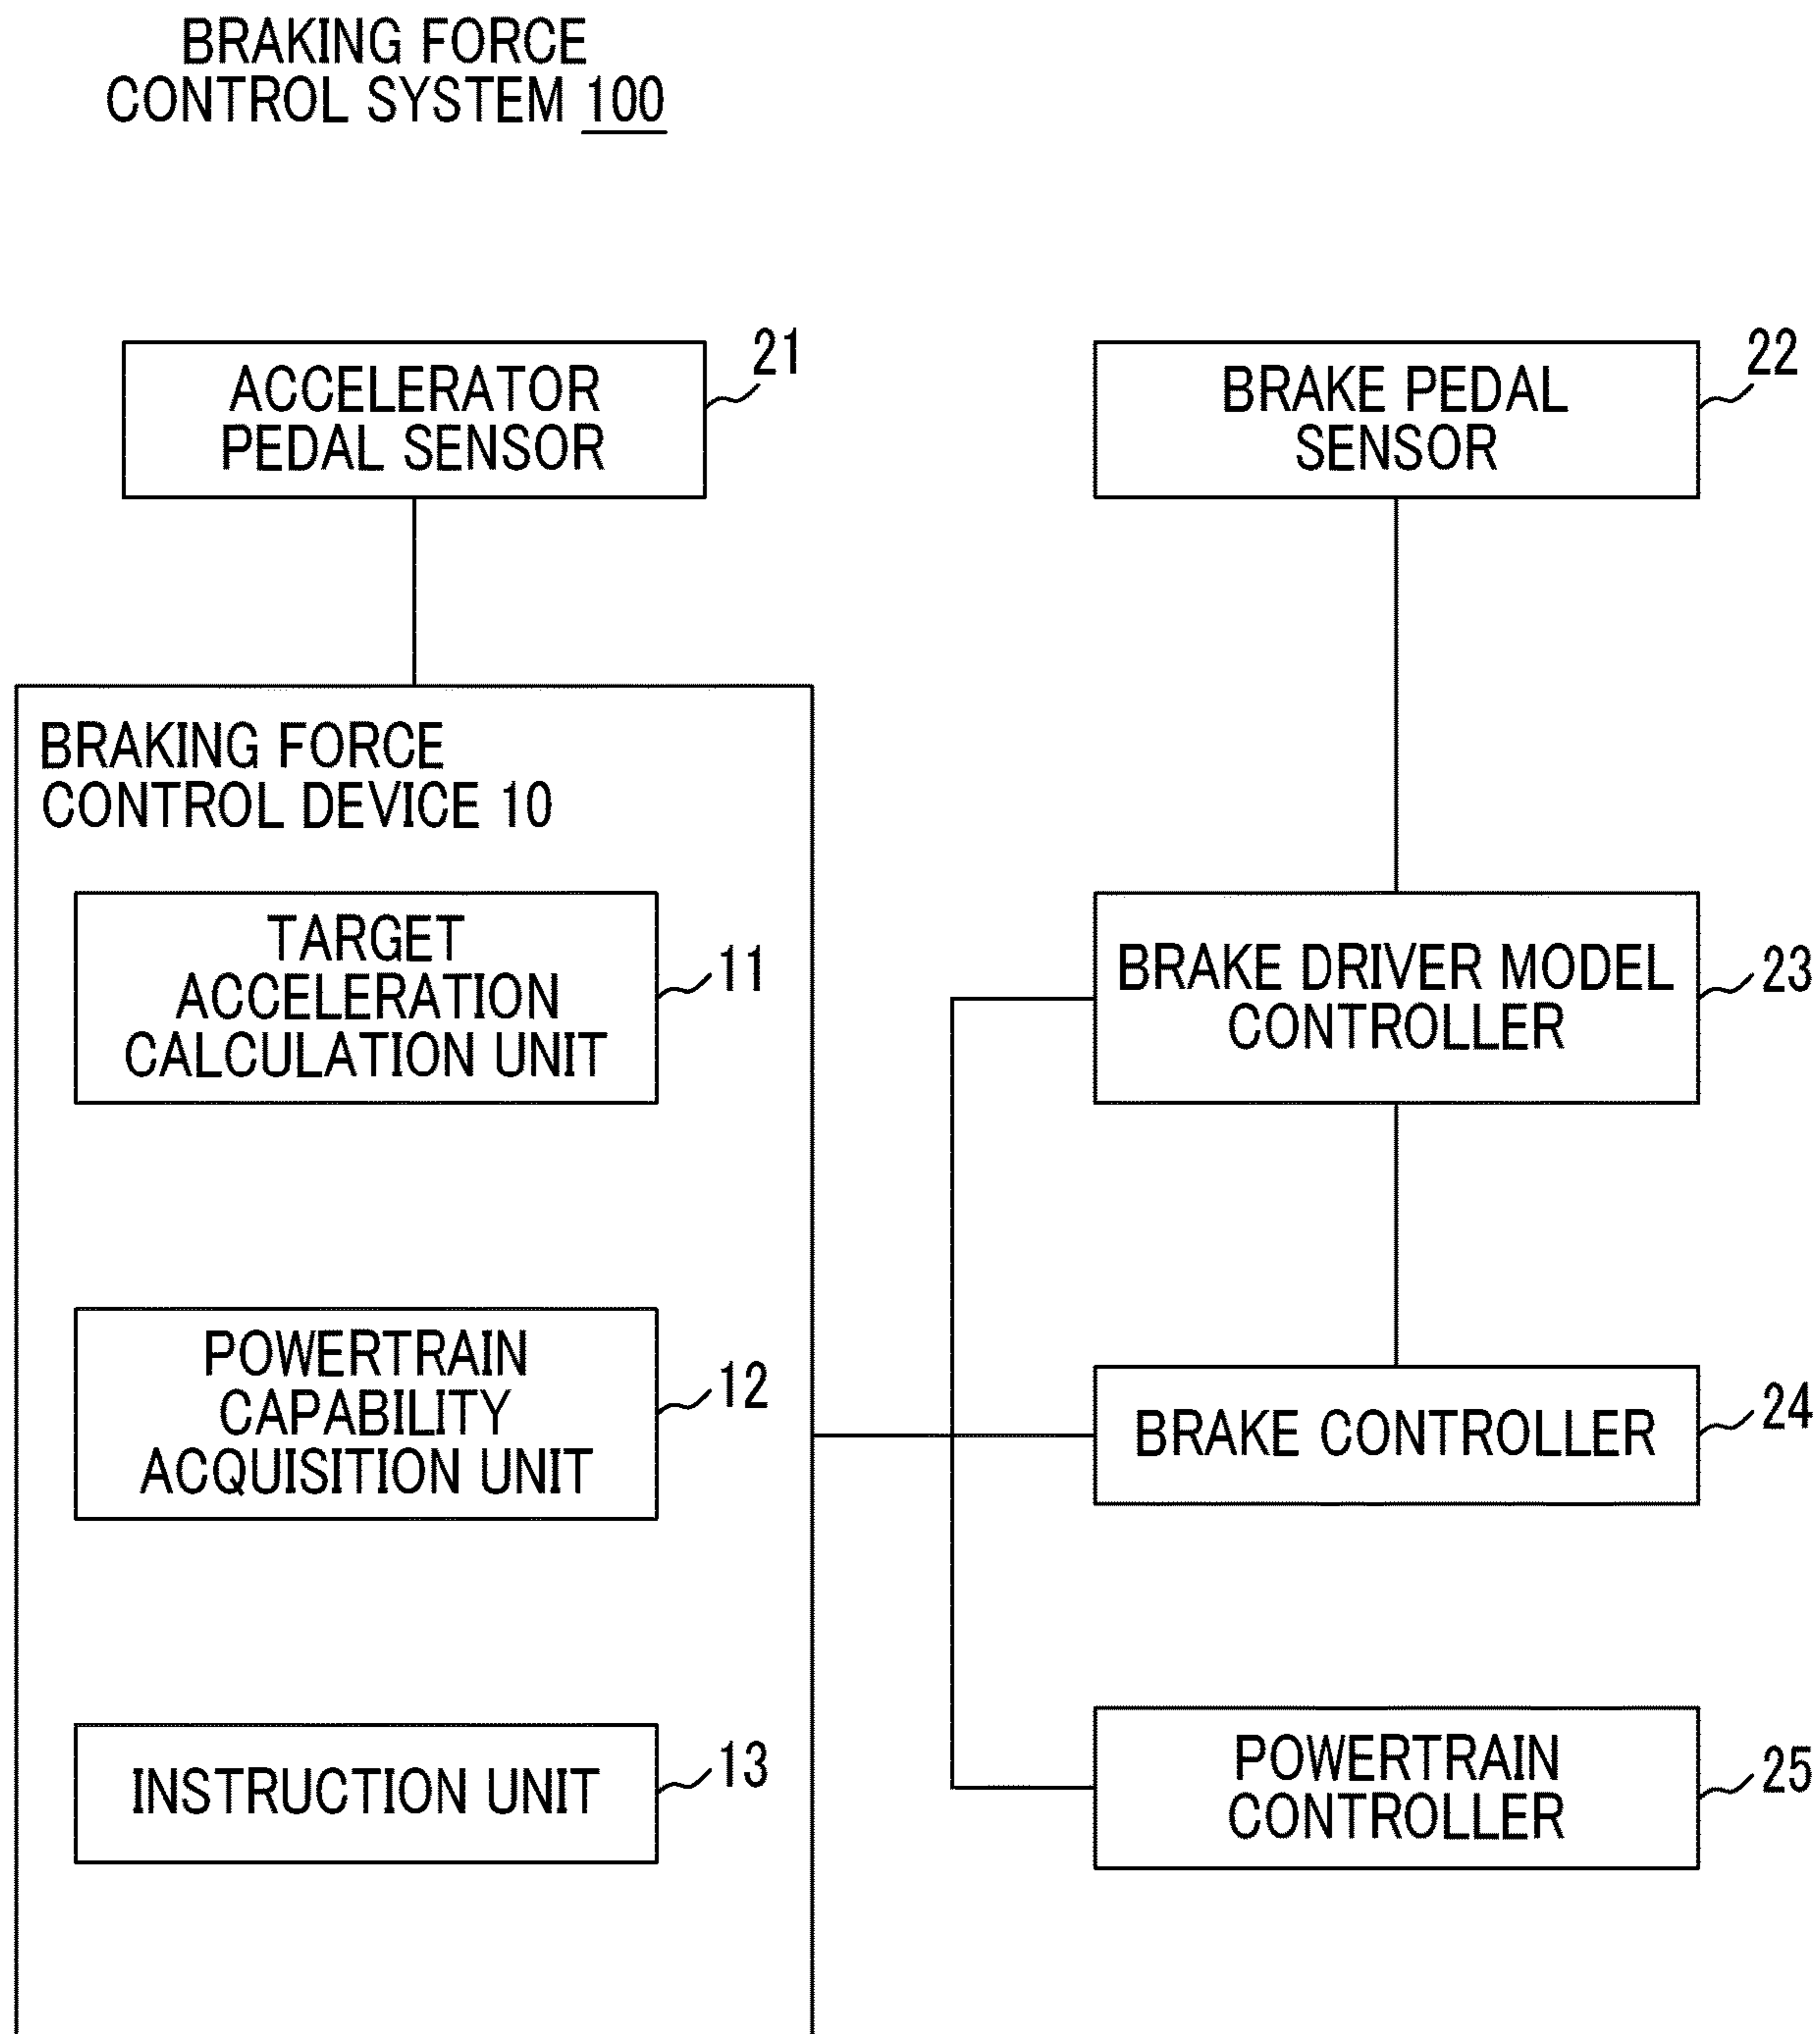 BRAKING FORCE
CONTROL SYSTEM 100
ACCELERATOR
PEDAL SENSOR
21
BRAKE PEDAL
SENSOR
22
BRAKING FORCE
CONTROL DEVICE 10
TARGET
ACCELERATION
CALCULATION UNIT
11
POWERTRAIN
CAPABILITY
ACQUISITION UNIT
12
INSTRUCTION UNIT
13
BRAKE DRIVER MODEL
CONTROLLER
23
BRAKE CONTROLLER
24
POWERTRAIN
CONTROLLER
25